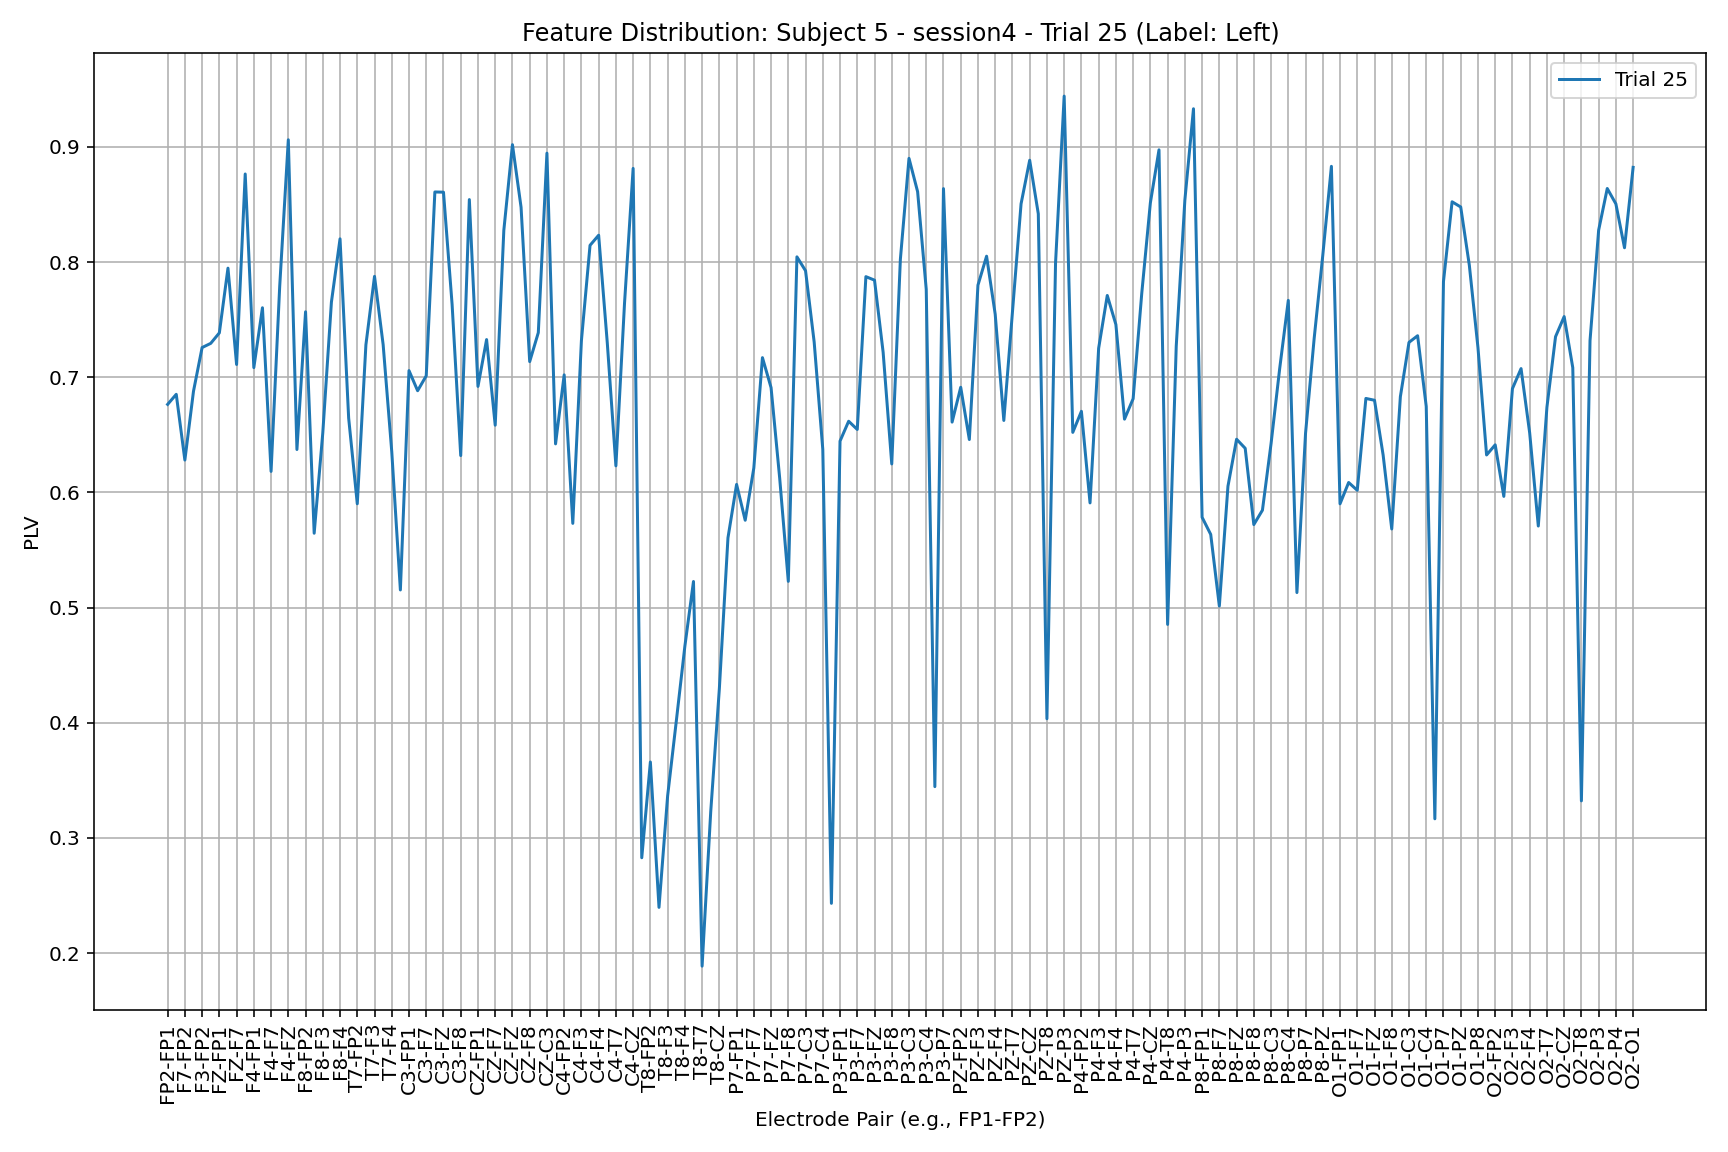 Feature Distribution: Subject 5 - session4 - Trial 25 (Label: Left)
Trial 25
PLV
0.9
0.8
0.7
0.6
0.5
0.4
0.3
0.2
FP2-FP1
F7-FP2
F3-FP2
FZ-FP1
FZ-F7
F4-FP1
F4-F7
F4-FZ
F8-FP2
F8-F3
F8-F4
T7-FP2
T7-F3
T7-F4
C3-FP1
C3-F7
C3-FZ
C3-F8
CZ-FP1
CZ-F7
CZ-FZ
CZ-F8
CZ-C3
C4-FP2
C4-F3
C4-F4
C4-T7
C4-CZ
T8-FP2
T8-F3
T8-F4
T8-T7
T8-CZ
P7-FP1
P7-F7
P7-FZ
P7-F8
P7-C3
P7-C4
P3-FP1
P3-F7
P3-FZ
P3-F8
P3-C3
P3-C4
P3-P7
PZ-FP2
PZ-F3
PZ-F4
PZ-T7
PZ-CZ
PZ-T8
PZ-P3
P4-FP2
P4-F3
P4-F4
P4-T7
P4-CZ
P4-T8
P4-P3
P8-FP1
P8-F7
P8-FZ
P8-F8
P8-C3
P8-C4
P8-P7
P8-PZ
O1-FP1
O1-F7
O1-FZ
O1-F8
O1-C3
O1-C4
O1-P7
O1-PZ
O1-P8
O2-FP2
O2-F3
O2-F4
O2-T7
O2-CZ
O2-T8
O2-P3
O2-P4
O2-O1
Electrode Pair (e.g., FP1-FP2)